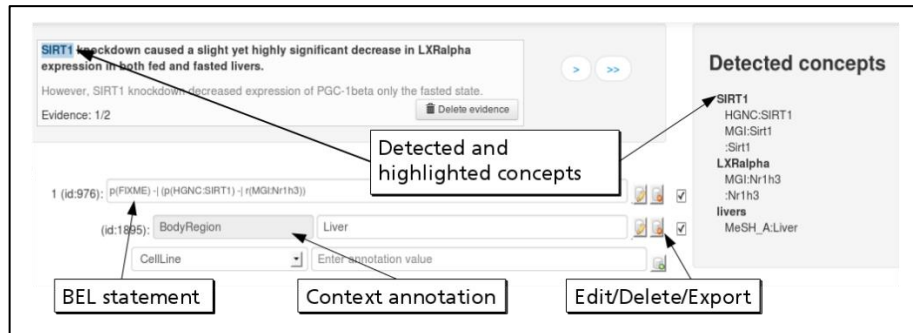 SIRT1 knockdown caused a slight yet highly significant decrease in LXRalpha
expression in both fed and fasted livers.
However, SIRT1 knockdown decreased expression of PGC-1beta only the fasted state.
Evidence: 1/2
Delete evidence
>
>>
Detected concepts
SIRT1
HGNC:SIRT1
MGI:Sirt1
:Sirt1
LXRalpha
MGI:Nr1h3
:Nr1h3
livers
MeSH_A:Liver
Detected and
highlighted concepts
1 (id:976): p(FIXME) -| (p(HGNC:SIRT1) -| r(MGI:Nr1h3))
(id:1895): BodyRegion Liver
CellLine Enter annotation value
BEL statement
Context annotation
Edit/Delete/Export